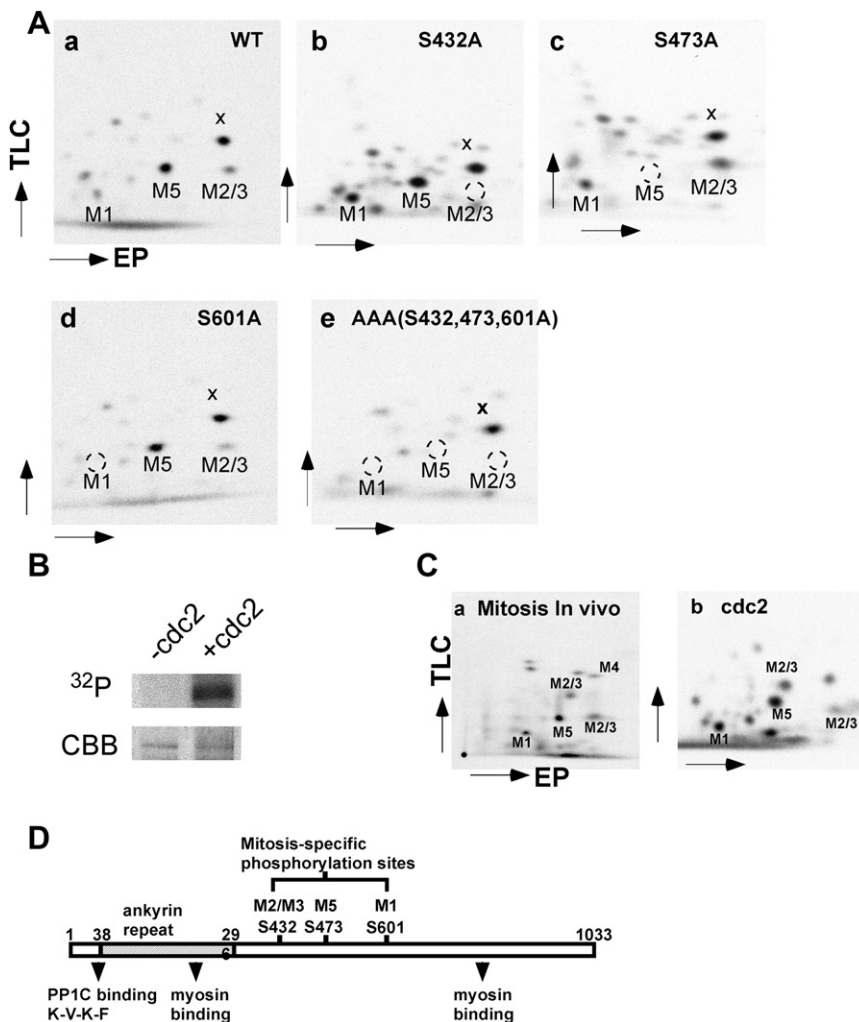 A
a WT
x
TLC
M5
M2/3
M1
EP
b S432A
x
M1
M5
M2/3
c S473A
x
M1
M5
M2/3
d S601A
x
M1
M5
M2/3
e AAA(S432,473,601A)
x
M1
M5
M2/3
B
-cdc2 +cdc2
32P
CBB
C
a Mitosis In vivo
TLC
M4
M2/3
M1
M5
M2/3
EP
b cdc2
M2/3
M5
M1
M2/3
D
Mitosis-specific
phosphorylation sites
M2/M3 M5 M1
S432 S473 S601
ankyrin
repeat
1 38 296 1033
PP1C binding
K-V-K-F
myosin
binding
myosin
binding